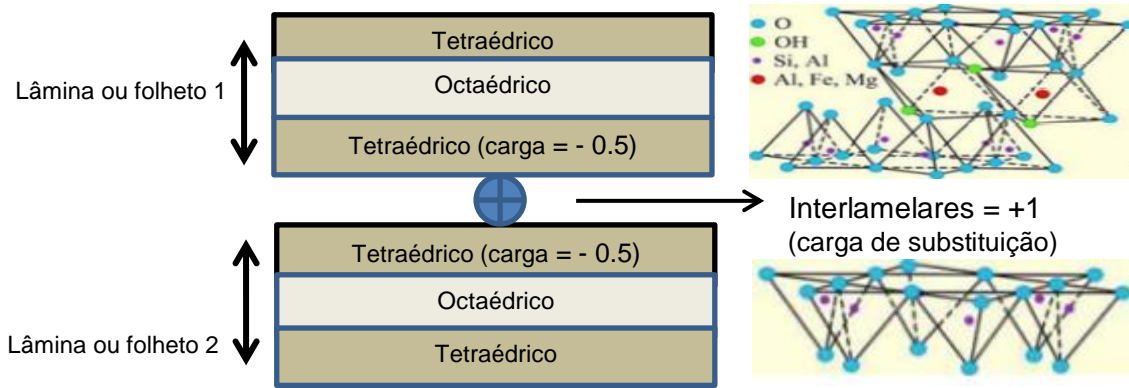 Lâmina ou folheto 1
Tetraédrico
Octaédrico
Tetraédrico (carga = - 0.5)
O
OH
Si, Al
Al, Fe, Mg
Interlamelares = +1
(carga de substituição)
Lâmina ou folheto 2
Tetraédrico (carga = - 0.5)
Octaédrico
Tetraédrico